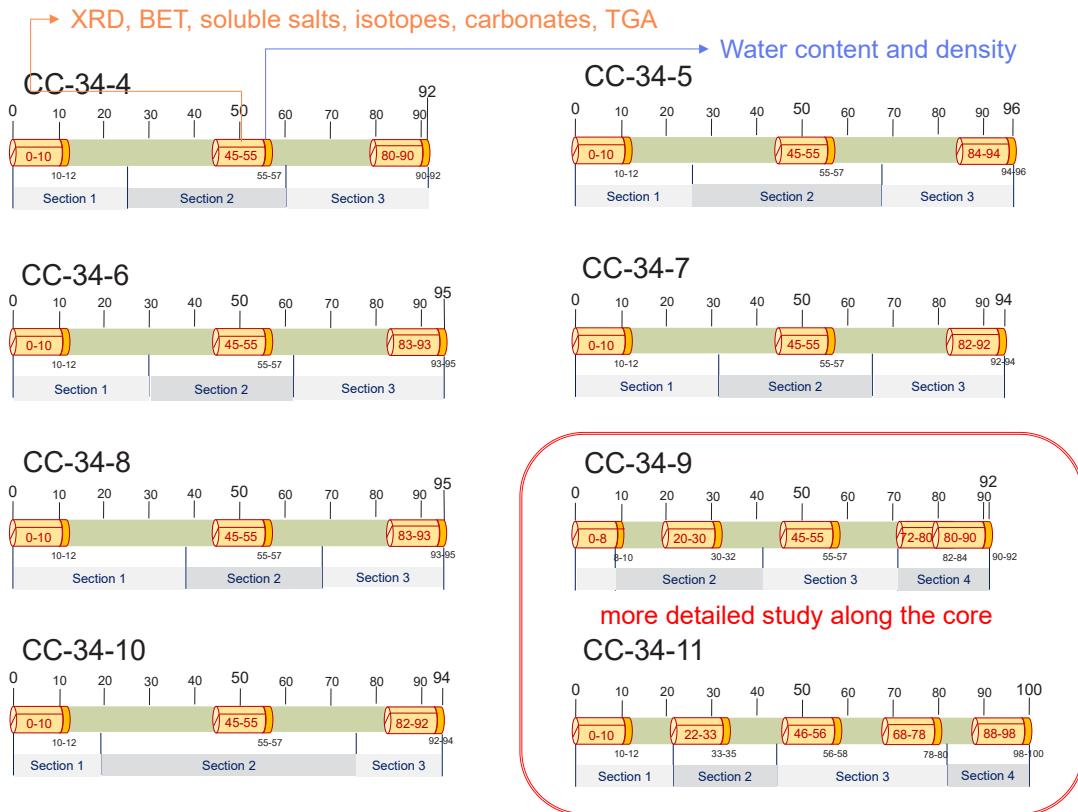 XRD, BET, soluble salts, isotopes, carbonates, TGA
Water content and density
CC-34-4
0 10 20 30 40 50 60 70 80 90 92
0-10 45-55 80-90
10-12 55-57 90-92
Section 1 Section 2 Section 3
CC-34-5
0 10 20 30 40 50 60 70 80 90 96
0-10 45-55 84-94
10-12 55-57 94-96
Section 1 Section 2 Section 3
CC-34-6
0 10 20 30 40 50 60 70 80 90 95
0-10 45-55 83-93
10-12 55-57 93-95
Section 1 Section 2 Section 3
CC-34-7
0 10 20 30 40 50 60 70 80 90 94
0-10 45-55 82-92
10-12 55-57 92-94
Section 1 Section 2 Section 3
CC-34-8
0 10 20 30 40 50 60 70 80 90 95
0-10 45-55 83-93
10-12 55-57 93-95
Section 1 Section 2 Section 3
CC-34-9
0 10 20 30 40 50 60 70 80 90 92
0-8 20-30 45-55 72-80 80-90
8-10 30-32 55-57 82-84 90-92
Section 2 Section 3 Section 4
more detailed study along the core
CC-34-10
0 10 20 30 40 50 60 70 80 90 94
0-10 45-55 82-92
10-12 55-57 92-94
Section 1 Section 2 Section 3
CC-34-11
0 10 20 30 40 50 60 70 80 90 100
0-10 22-33 46-56 68-78 88-98
10-12 33-35 56-58 78-80 98-100
Section 1 Section 2 Section 3 Section 4